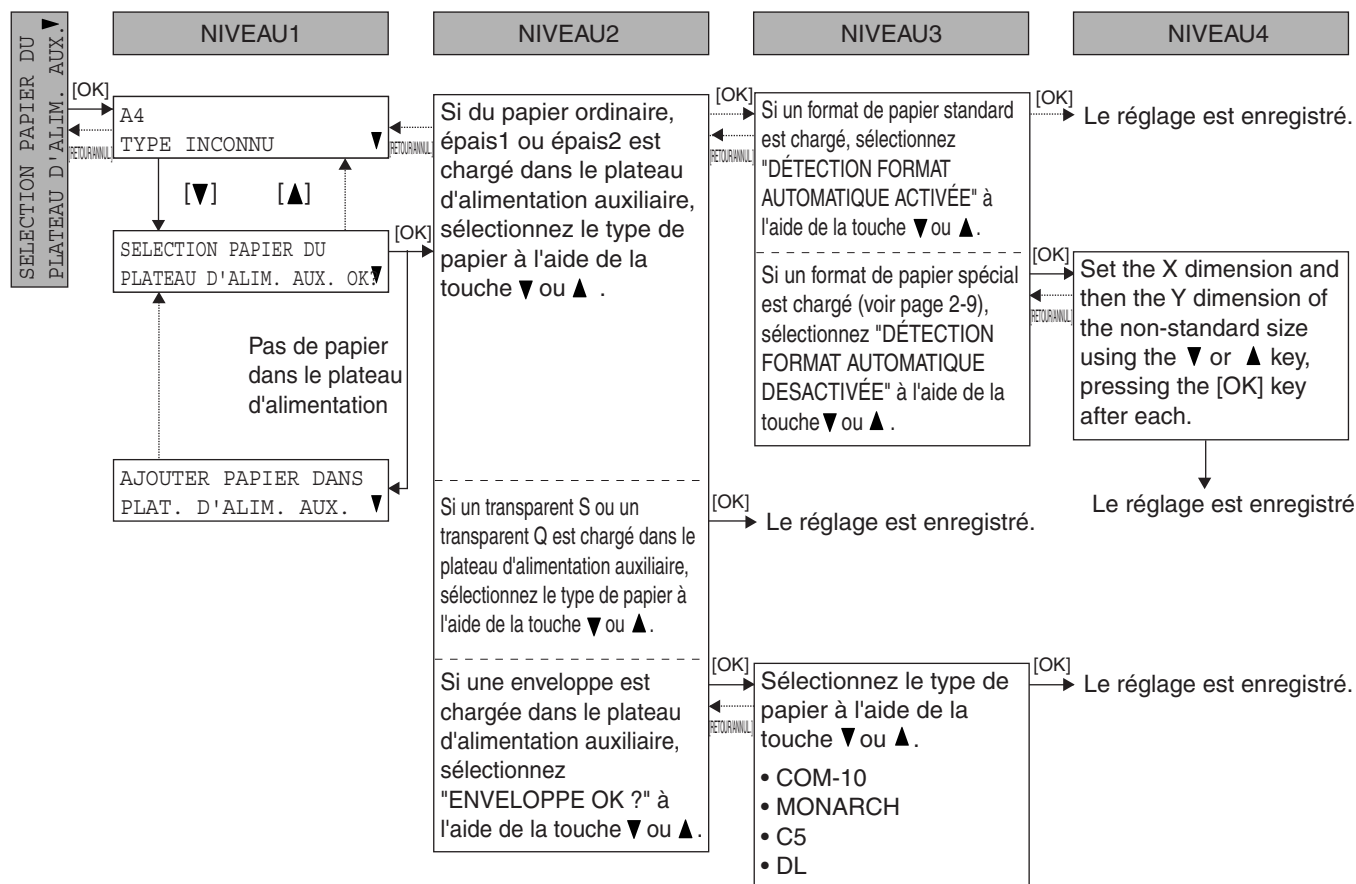 SELECTION PAPIER DU
PLATEAU D'ALIM. AUX.▼
NIVEAU1
NIVEAU2
NIVEAU3
NIVEAU4
[OK]
[RETOUR/ANNUL.]
A4
TYPE INCONNU ▼
[▼] [▲]
SELECTION PAPIER DU
PLATEAU D'ALIM. AUX. OK?▼
Pas de papier
dans le plateau
d'alimentation
AJOUTER PAPIER DANS
PLAT. D'ALIM. AUX. ▼
[RETOUR/ANNUL.]
[OK]
Si du papier ordinaire,
épais1 ou épais2 est
chargé dans le plateau
d'alimentation auxiliaire,
sélectionnez le type de
papier à l'aide de la
touche ▼ ou ▲ .
Si un transparent S ou un
transparent Q est chargé dans le
plateau d'alimentation auxiliaire,
sélectionnez le type de papier à
l'aide de la touche ▼ ou ▲.
Si une enveloppe est
chargée dans le plateau
d'alimentation auxiliaire,
sélectionnez
"ENVELOPPE OK ?" à
l'aide de la touche ▼ ou ▲.
[OK]
[RETOUR/ANNUL.]
Si un format de papier standard
est chargé, sélectionnez
"DÉTECTION FORMAT
AUTOMATIQUE ACTIVÉE" à
l'aide de la touche ▼ ou ▲.
Si un format de papier spécial
est chargé (voir page 2-9),
sélectionnez "DÉTECTION
FORMAT AUTOMATIQUE
DESACTIVÉE" à l'aide de la
touche▼ ou ▲ .
[OK]
Le réglage est enregistré.
[OK]
[RETOUR/ANNUL.]
Set the X dimension and
then the Y dimension of
the non-standard size
using the ▼ or ▲ key,
pressing the [OK] key
after each.
Le réglage est enregistré
[OK]
Le réglage est enregistré.
[OK]
[RETOUR/ANNUL.]
Sélectionnez le type de
papier à l'aide de la
touche ▼ ou ▲.
• COM-10
• MONARCH
• C5
• DL
[OK]
Le réglage est enregistré.